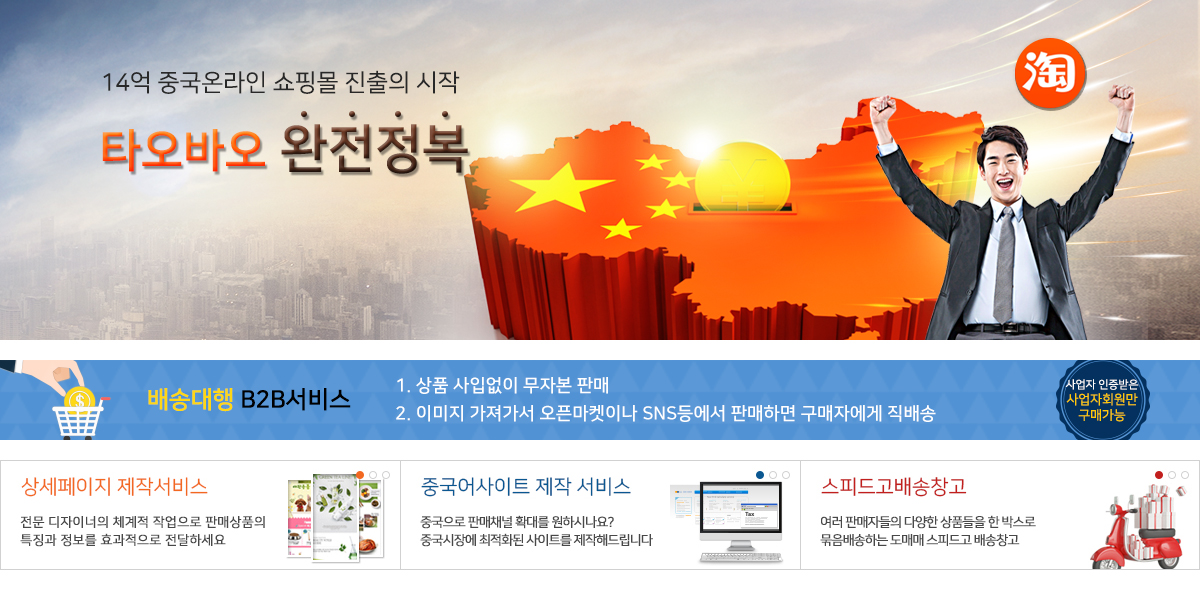 14억 중국온라인 쇼핑몰 진출의 시작
淘
타오바오 완전정복
배송대행 B2B서비스
1. 상품 사입없이 무자본 판매
2. 이미지 가져가서 오픈마켓이나 SNS등에서 판매하면 구매자에게 직배송
사업자 인증받은
사업자회원만
구매가능
상세페이지 제작서비스
전문 디자이너의 체계적 작업으로 판매상품의
특징과 정보를 효과적으로 전달하세요
중국어사이트 제작 서비스
중국으로 판매채널 확대를 원하시나요?
중국시장에 최적화된 사이트를 제작해드립니다
Tax
스피드고배송창고
여러 판매자들의 다양한 상품들을 한 박스로
묶음배송하는 도매매 스피드고 배송창고